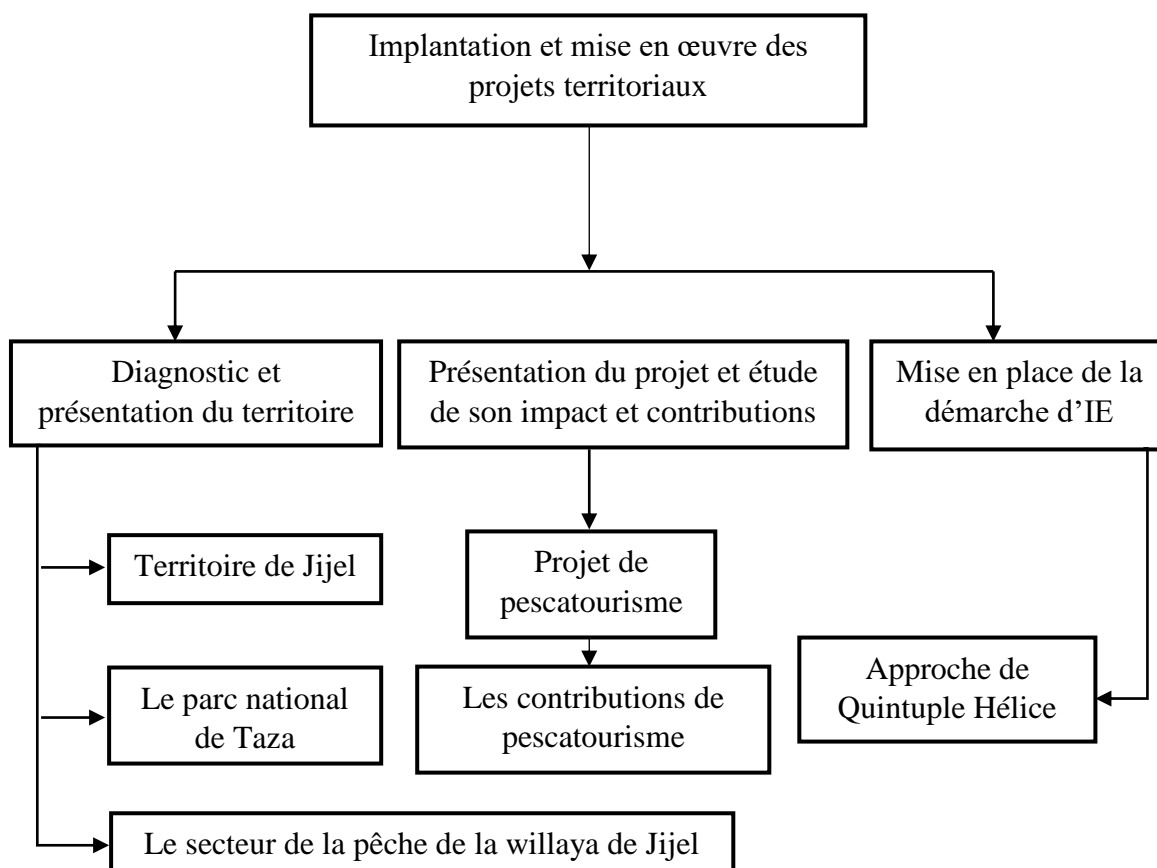 Implantation et mise en œuvre des
projets territoriaux
Diagnostic et
présentation du territoire
Présentation du projet et étude
de son impact et contributions
Mise en place de la
démarche d’IE
Territoire de Jijel
Le parc national
de Taza
Le secteur de la pêche de la willaya de Jijel
Projet de
pescatourisme
Les contributions de
pescatourisme
Approche de
Quintuple Hélice